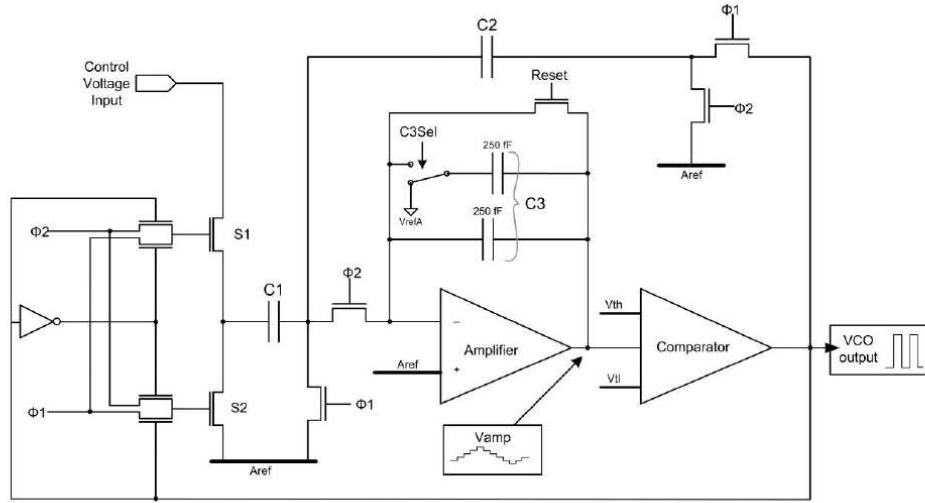 Φ1
C2
Control
Voltage
Input
Reset
Φ2
C3Sel
250 fF
Aref
C3
VrefA
250 fF
Φ2
S1
C1
Φ2
Vth
Amplifier
Comparator
VCO
output
Aref
Vtl
Φ1
S2
Φ1
Vamp
Aref
−
+